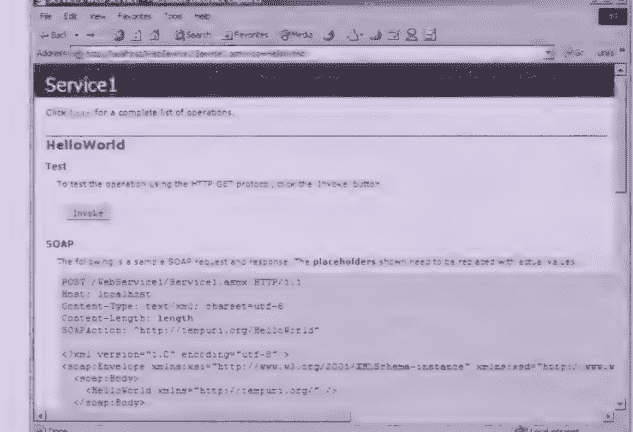 File Edit View Favorites Tools Help
Back Search Favorites Media
Address Go Links
Service1
Click here for a complete list of operations.
HelloWorld
Test
To test the operation using the HTTP GET protocol, click the 'Invoke' button.
Invoke
SOAP
The following is a sample SOAP request and response. The placeholders shown need to be replaced with actual values.
POST /WebService1/Service1.asmx HTTP/1.1
Host: localhost
Content-Type: text/xml; charset=utf-8
Content-Length: length
SOAPAction: "http://tempuri.org/HelloWorld"
<?xml version="1.0" encoding="utf-8" >
<soap:Envelope xmlns:xsi="http://www.w3.org/2001/XMLSchema-instance" xmlns:xsd="http://www.w
<soap:Body>
<HelloWorld xmlns="http://tempuri.org/" />
</soap:Body>
Done Local intranet